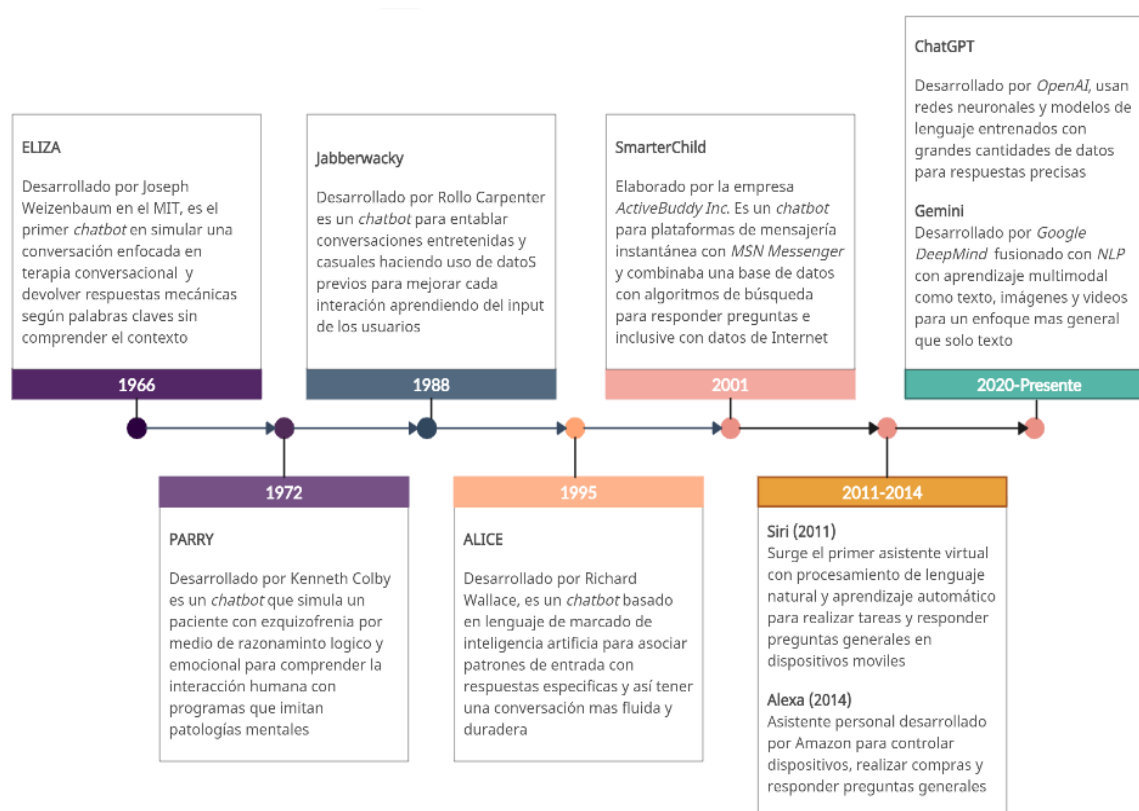 ELIZA
Desarrollado por Joseph
Weizenbaum en el MIT, es el
primer chatbot en simular una
conversación enfocada en
terapia conversacional y
devolver respuestas mecánicas
según palabras claves sin
comprender el contexto
1966
1972
PARRY
Desarrollado por Kenneth Colby
es un chatbot que simula un
paciente con ezquizofrenia por
medio de razonaminto logico y
emocional para comprender la
interacción humana con
programas que imitan
patologías mentales
Jabberwacky
Desarrollado por Rollo Carpenter
es un chatbot para entablar
conversaciones entretenidas y
casuales haciendo uso de datoS
previos para mejorar cada
interación aprendiendo del input
de los usuarios
1988
1995
ALICE
Desarrollado por Richard
Wallace, es un chatbot basado
en lenguaje de marcado de
inteligencia artificia para asociar
patrones de entrada con
respuestas especificas y así tener
una conversación mas fluida y
duradera
SmarterChild
Elaborado por la empresa
ActiveBuddy Inc. Es un chatbot
para plataformas de mensajería
instantánea con MSN Messenger
y combinaba una base de datos
con algoritmos de búsqueda
para responder preguntas e
inclusive con datos de Internet
2001
2011-2014
Siri (2011)
Surge el primer asistente virtual
con procesamiento de lenguaje
natural y aprendizaje automático
para realizar tareas y responder
preguntas generales en
dispositivos moviles
Alexa (2014)
Asistente personal desarrollado
por Amazon para controlar
dispositivos, realizar compras y
responder preguntas generales
ChatGPT
Desarrollado por OpenAI, usan
redes neuronales y modelos de
lenguaje entrenados con
grandes cantidades de datos
para respuestas precisas
Gemini
Desarrollado por Google
DeepMind fusionado con NLP
con aprendizaje multimodal
como texto, imágenes y videos
para un enfoque mas general
que solo texto
2020-Presente